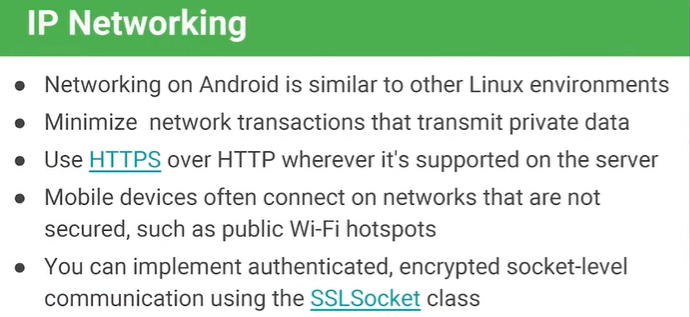 IP Networking
● Networking on Android is similar to other Linux environments
● Minimize network transactions that transmit private data
● Use HTTPS over HTTP wherever it's supported on the server
● Mobile devices often connect on networks that are not
secured, such as public Wi-Fi hotspots
● You can implement authenticated, encrypted socket-level
communication using the SSLSocket class